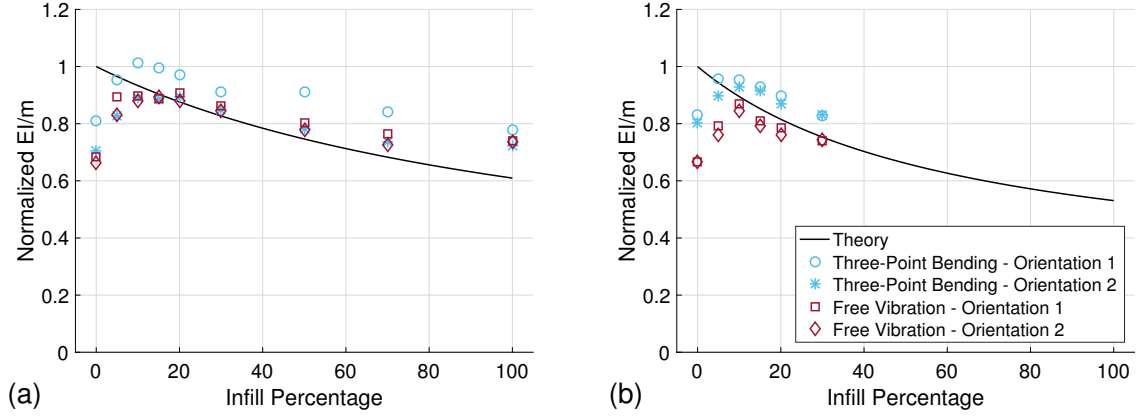 1.2
1
0.8
0.6
0.4
0.2
0
Normalized EI/m
0 20 40 60 80 100
Infill Percentage
(a)
1.2
1
0.8
0.6
0.4
0.2
0
Normalized EI/m
0 20 40 60 80 100
Infill Percentage
(b)
Theory
Three-Point Bending - Orientation 1
Three-Point Bending - Orientation 2
Free Vibration - Orientation 1
Free Vibration - Orientation 2